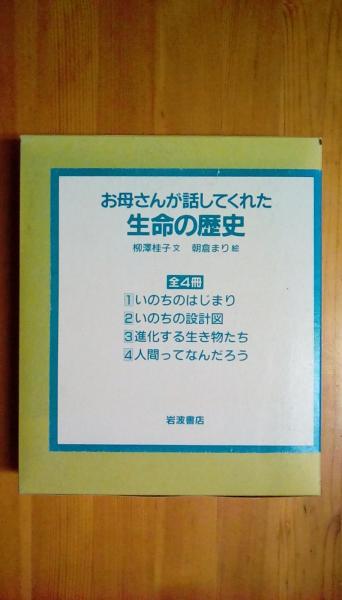 お母さんが話してくれた
生命の歴史
柳澤桂子 文 朝倉まり 絵
全4冊
1 いのちのはじまり
2 いのちの設計図
3 進化する生き物たち
4 人間ってなんだろう
岩波書店